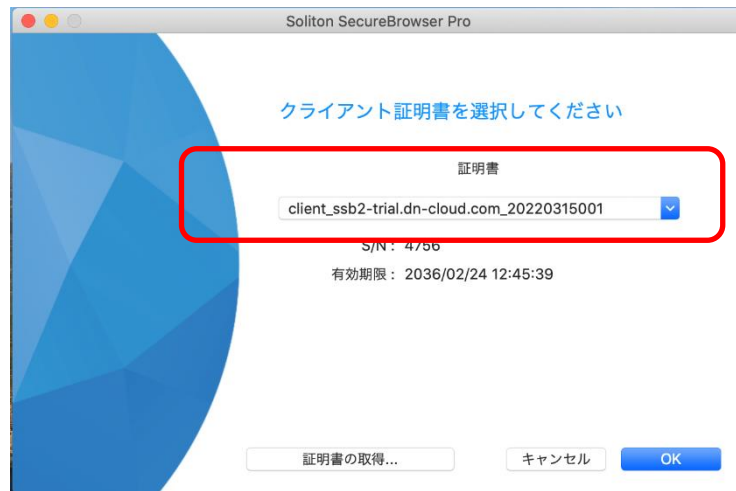 Soliton SecureBrowser Pro
クライアント証明書を選択してください
証明書
client_ssb2-trial.dn-cloud.com_20220315001
S/N： 4756
有効期限： 2036/02/24 12:45:39
証明書の取得...
キャンセル
OK